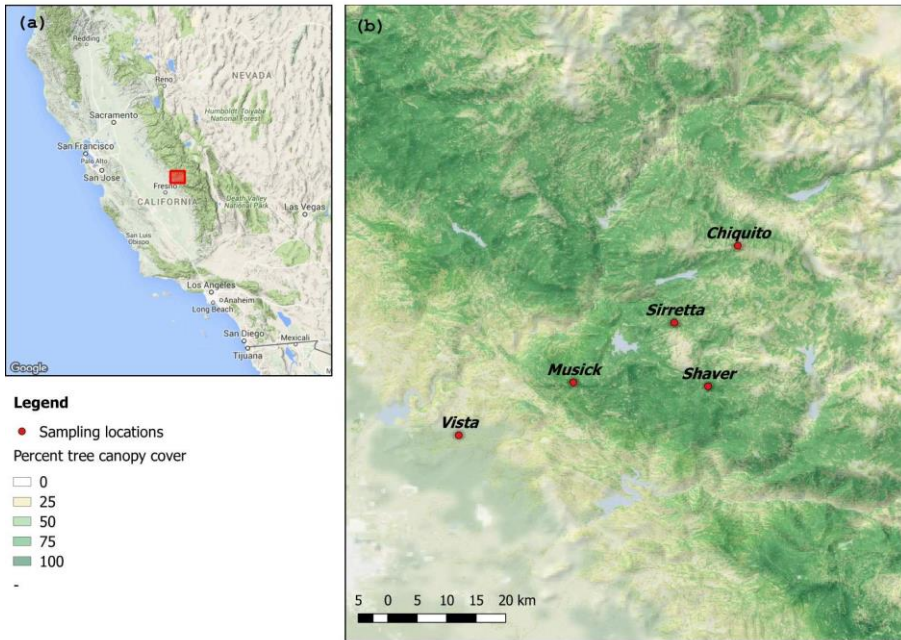 (a)
Redding
Reno
NEVADA
Humboldt-Toiyabe
National Forest
Sacramento
San Francisco
Palo Alto
San Jose
Fresno
CALIFORNIA
Death Valley
National Park
Las Vegas
San Luis
Obispo
Los Angeles
Anaheim
Long Beach
San Diego
Mexicali
Tijuana
Google
Legend
Sampling locations
Percent tree canopy cover
0
25
50
75
100
-
(b)
Chiquito
Sirretta
Musick
Shaver
Vista
5 0 5 10 15 20 km